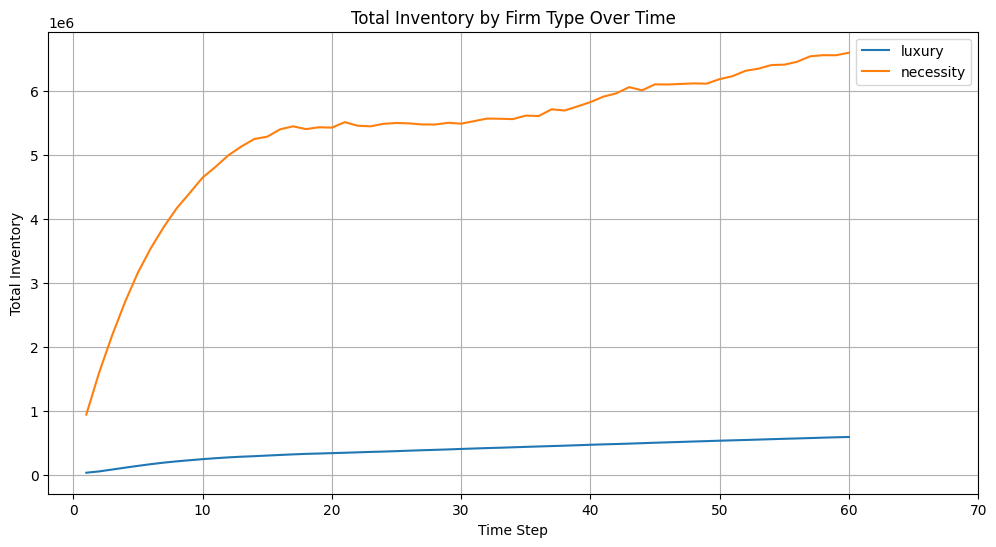 Total Inventory by Firm Type Over Time
1e6
luxury
necessity
Total Inventory
6
5
4
3
2
1
0
0 10 20 30 40 50 60 70
Time Step